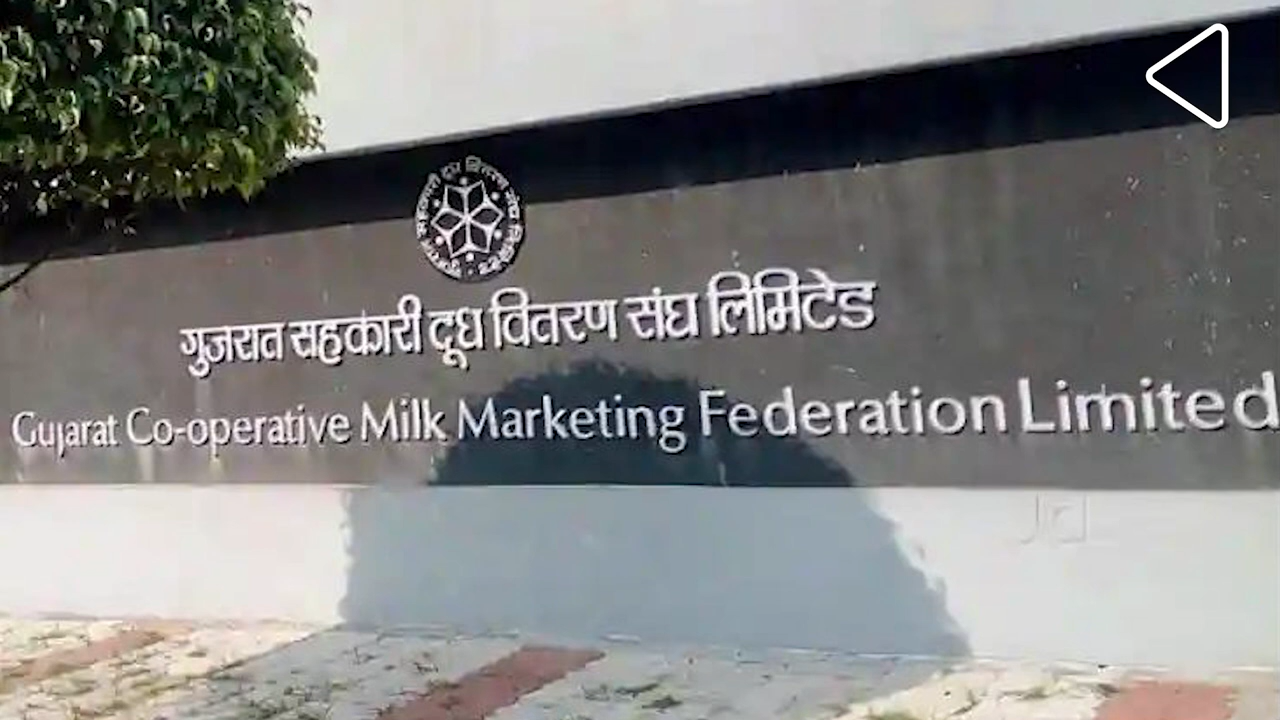 गुजरात सहकारी दूध वितरण संघ लिमिटेड
Gujarat Co-operative Milk Marketing Federation Limited